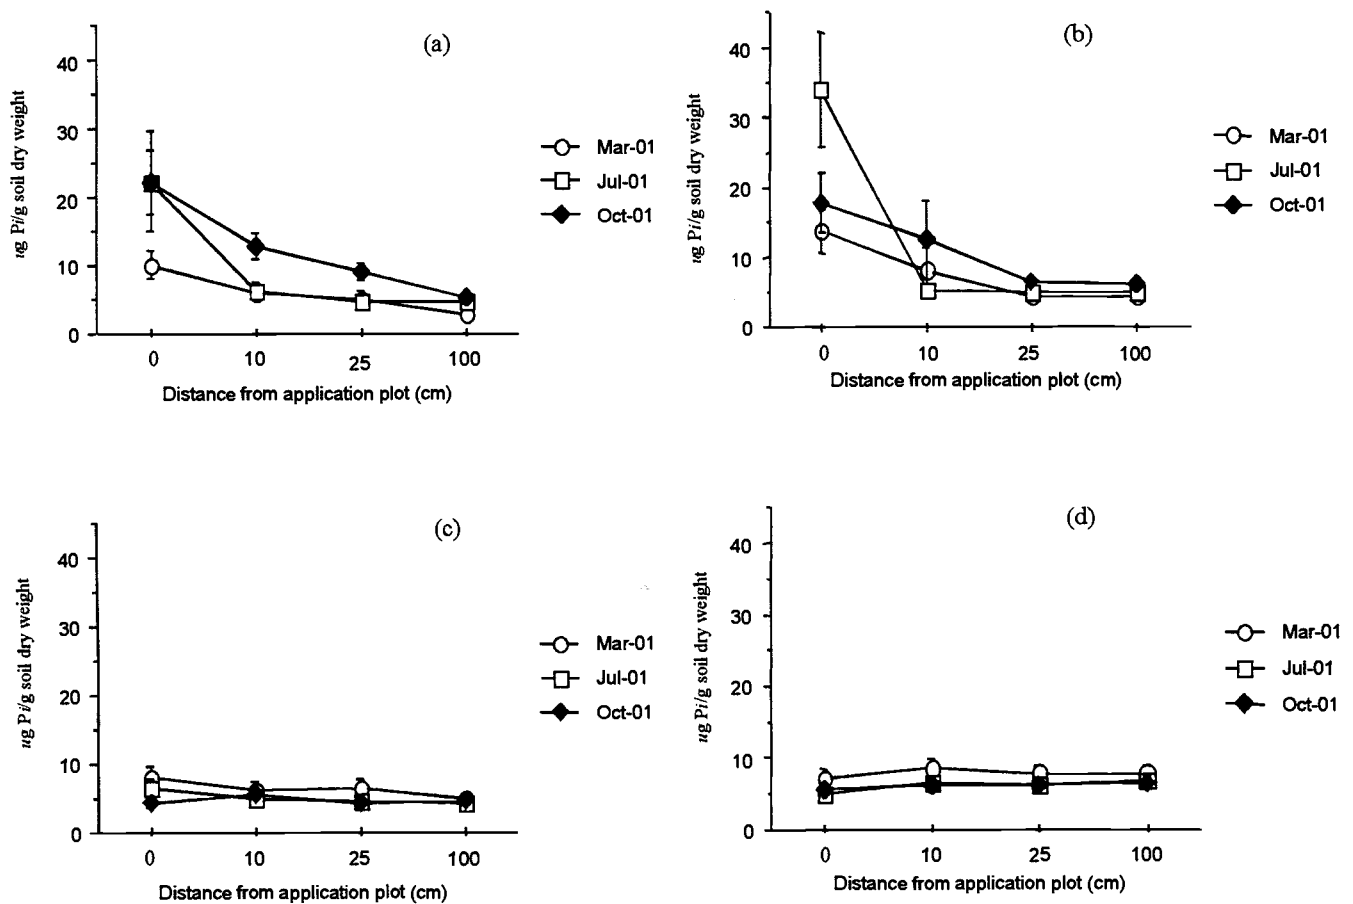 (a)
ug Pi/g soil dry weight
40
30
20
10
0
0 10 25 100
Distance from application plot (cm)
Mar-01
Jul-01
Oct-01
(b)
ug Pi/g soil dry weight
40
30
20
10
0
0 10 25 100
Distance from application plot (cm)
Mar-01
Jul-01
Oct-01
(c)
ug Pi/g soil dry weight
40
30
20
10
0
0 10 25 100
Distance from application plot (cm)
Mar-01
Jul-01
Oct-01
(d)
ug Pi/g soil dry weight
40
30
20
10
0
0 10 25 100
Distance from application plot (cm)
Mar-01
Jul-01
Oct-01